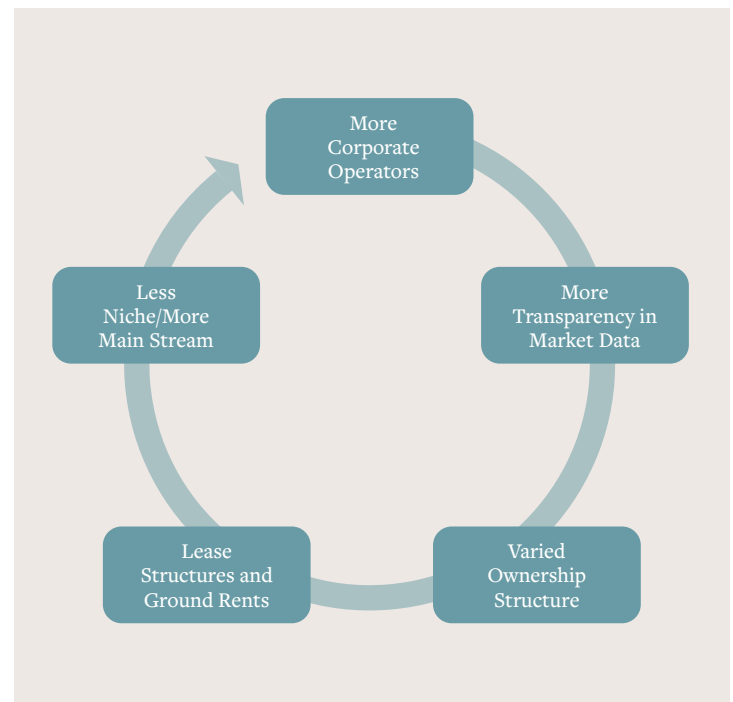 More
Corporate
Operators
More
Transparency in
Market Data
Varied
Ownership
Structure
Lease
Structures and
Ground Rents
Less
Niche/More
Main Stream